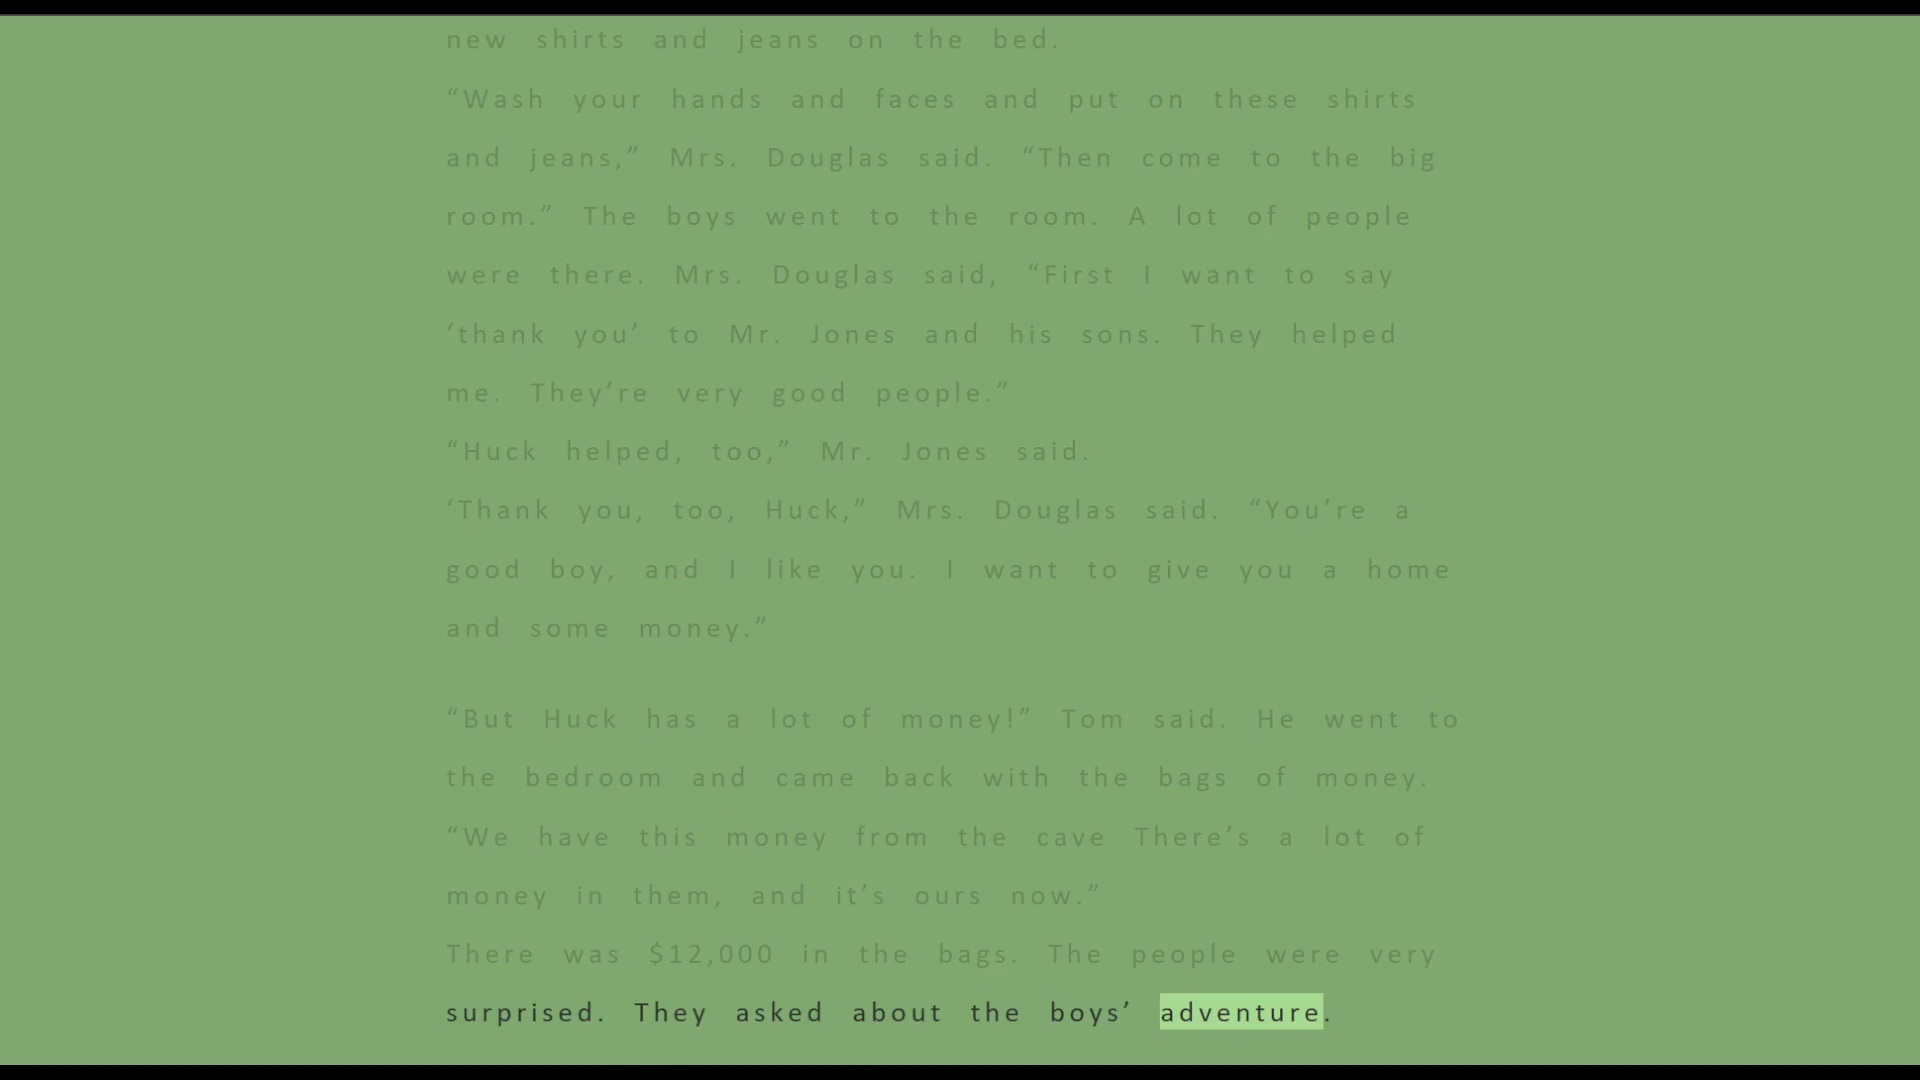 new shirts and jeans on the bed.
“Wash your hands and faces and put on these shirts
and jeans,” Mrs. Douglas said. “Then come to the big
room.” The boys went to the room. A lot of people
were there. Mrs. Douglas said, “First I want to say
‘thank you’ to Mr. Jones and his sons. They helped
me. They’re very good people.”
“Huck helped, too,” Mr. Jones said.
‘Thank you, too, Huck,” Mrs. Douglas said. “You’re a
good boy, and I like you. I want to give you a home
and some money.”
“But Huck has a lot of money!” Tom said. He went to
the bedroom and came back with the bags of money.
“We have this money from the cave There’s a lot of
money in them, and it’s ours now.”
There was $12,000 in the bags. The people were very
surprised. They asked about the boys’ adventure.